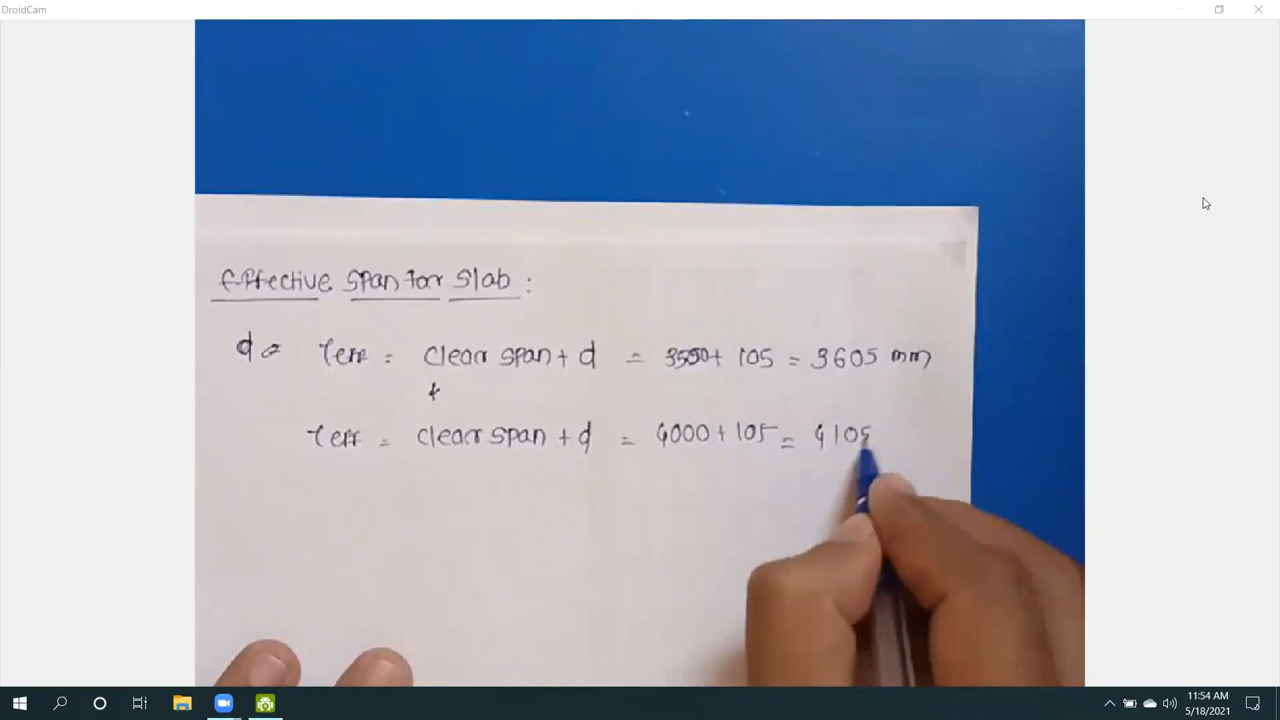 DroidCam
Effective Span for Slab :
leff = clear span + d = 3500 + 105 = 3605 mm
&
leff = clear span + d = 4000 + 105 = 4105
11:54 AM
5/18/2021